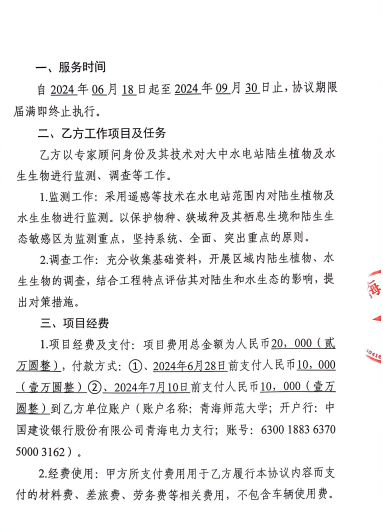 一、服务时间
自 2024 年 06 月 18 日起至 2024 年 09 月 30 日止，协议期限
届满即终止执行。
二、乙方工作项目及任务
乙方以专家顾问身份及其技术对大中水电站陆生植物及水
生生物进行监测、调查等工作。
1.监测工作：采用遥感等技术在水电站范围内对陆生植物及
水生生物进行监测。以保护物种、狭域种及其栖息生境和陆生生
态敏感区为监测重点，坚持系统、全面、突出重点的原则。
2.调查工作：充分收集基础资料，开展区域内陆生植物、水
生生物的调查，结合工程特点评估其对陆生和水生态的影响，提
出对策措施。
三、项目经费
1.项目经费及支付：项目费用总金额为人民币20，000（贰
万圆整），付款方式：①、2024年6月28日前支付人民币10，000
（壹万圆整）②、2024年7月10日前支付人民币10，000（壹万
圆整）到乙方单位账户（账户名称：青海师范大学；开户行：中
国建设银行股份有限公司青海电力支行；账号：6300 1883 6370
5000 3162）。
2.经费使用：甲方所支付费用用于乙方履行本协议内容而支
付的材料费、差旅费、劳务费等相关费用，不包含车辆使用费。
海